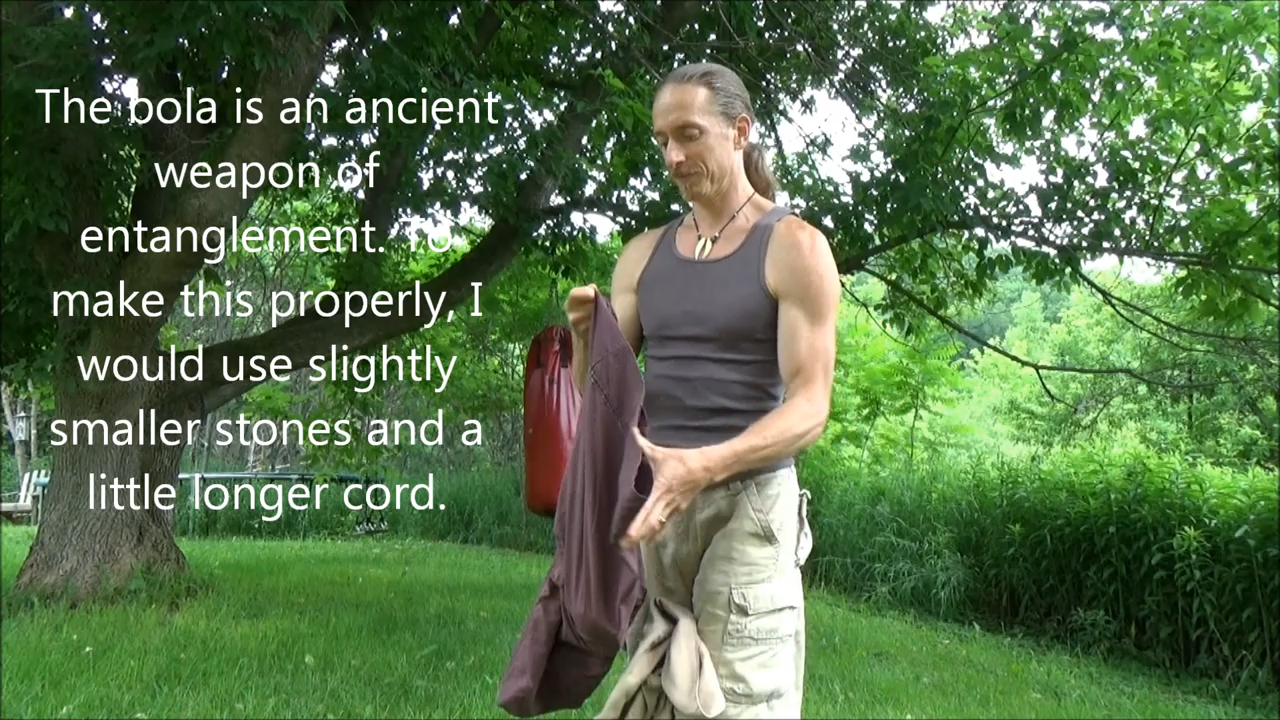 The bola is an ancient
weapon of
entanglement. To
make this properly, I
would use slightly
smaller stones and a
little longer cord.